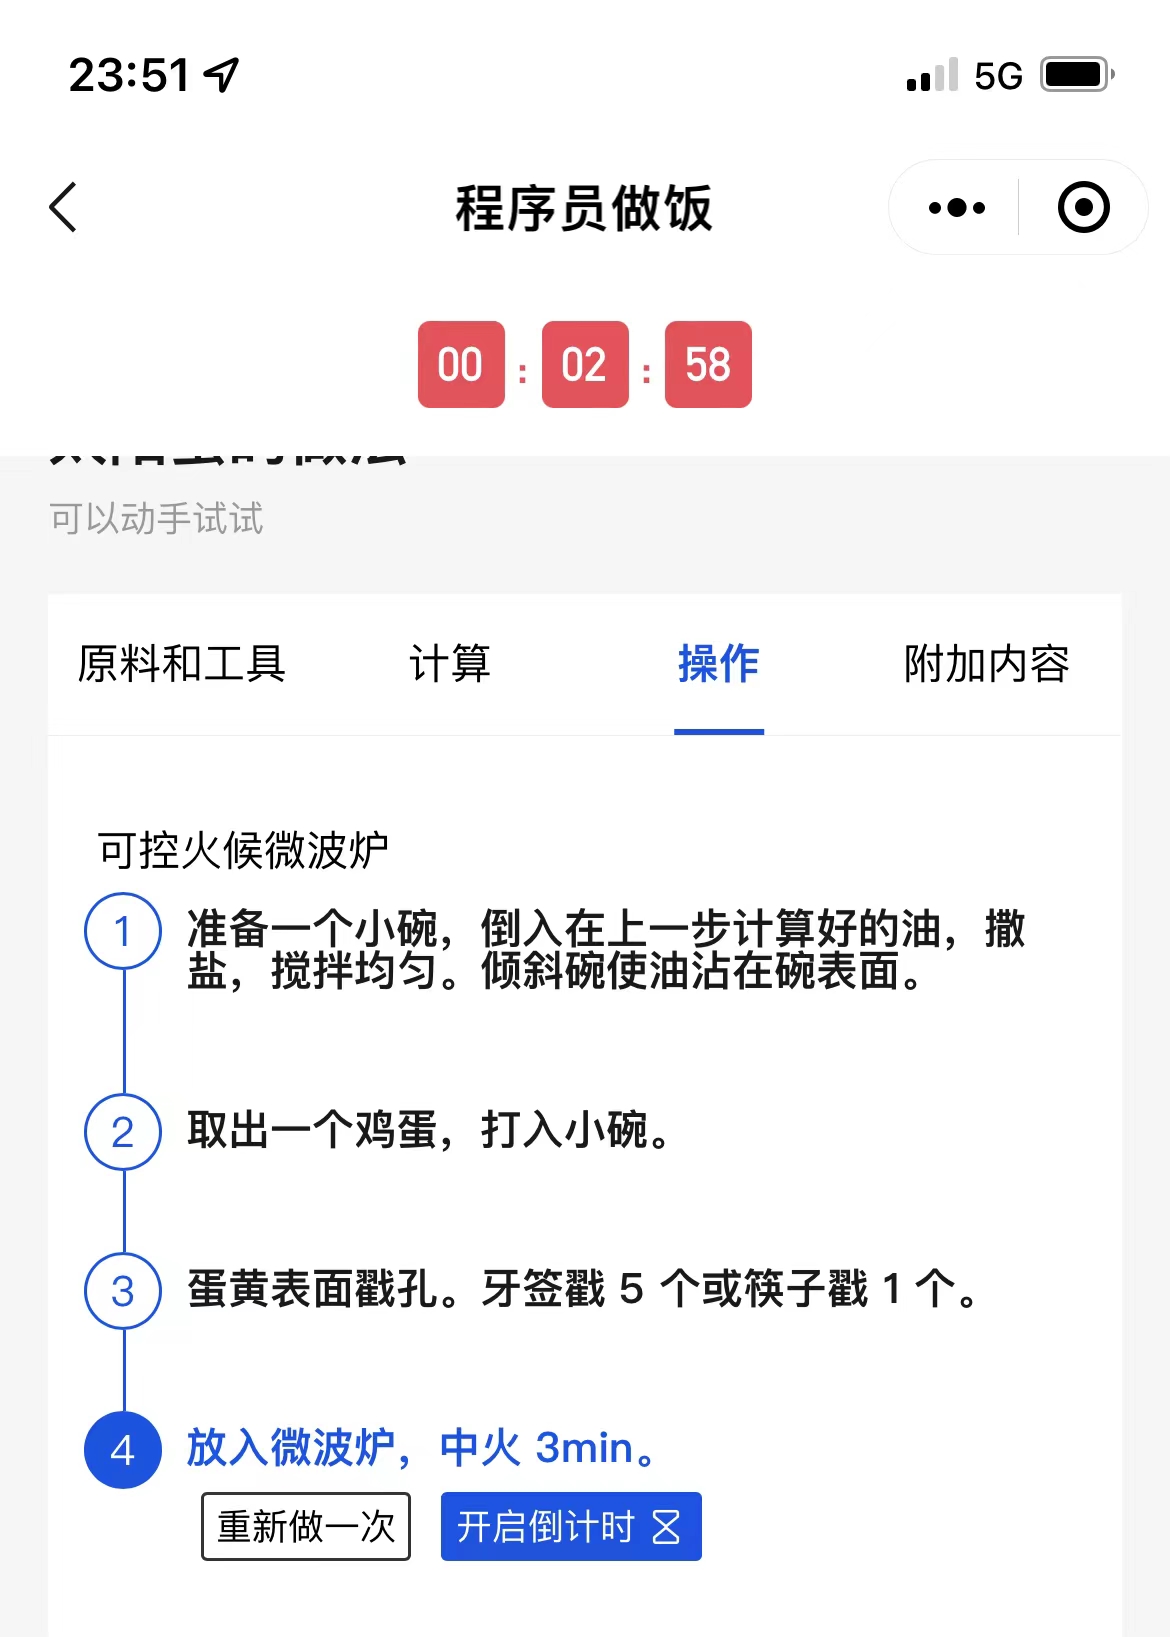 23:51
5G
程序员做饭
00 : 02 : 58
可以动手试试
原料和工具 计算 操作 附加内容
可控火候微波炉
1 准备一个小碗，倒入在上一步计算好的油，撒
盐，搅拌均匀。倾斜碗使油沾在碗表面。
2 取出一个鸡蛋，打入小碗。
3 蛋黄表面戳孔。牙签戳 5 个或筷子戳 1 个。
4 放入微波炉，中火 3min。
重新做一次 开启倒计时